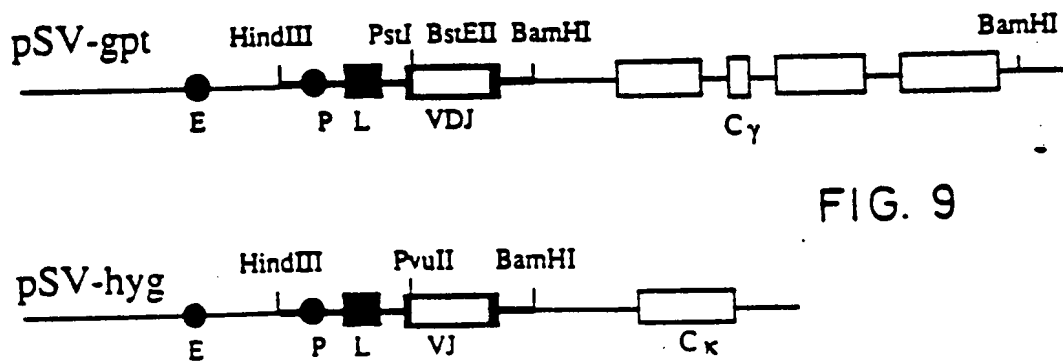 pSV-gpt
HindIII PstI BstEII BamHI BamHI
E P L VDJ Cγ
FIG. 9
pSV-hyg
HindIII PvuII BamHI
E P L VJ Cκ